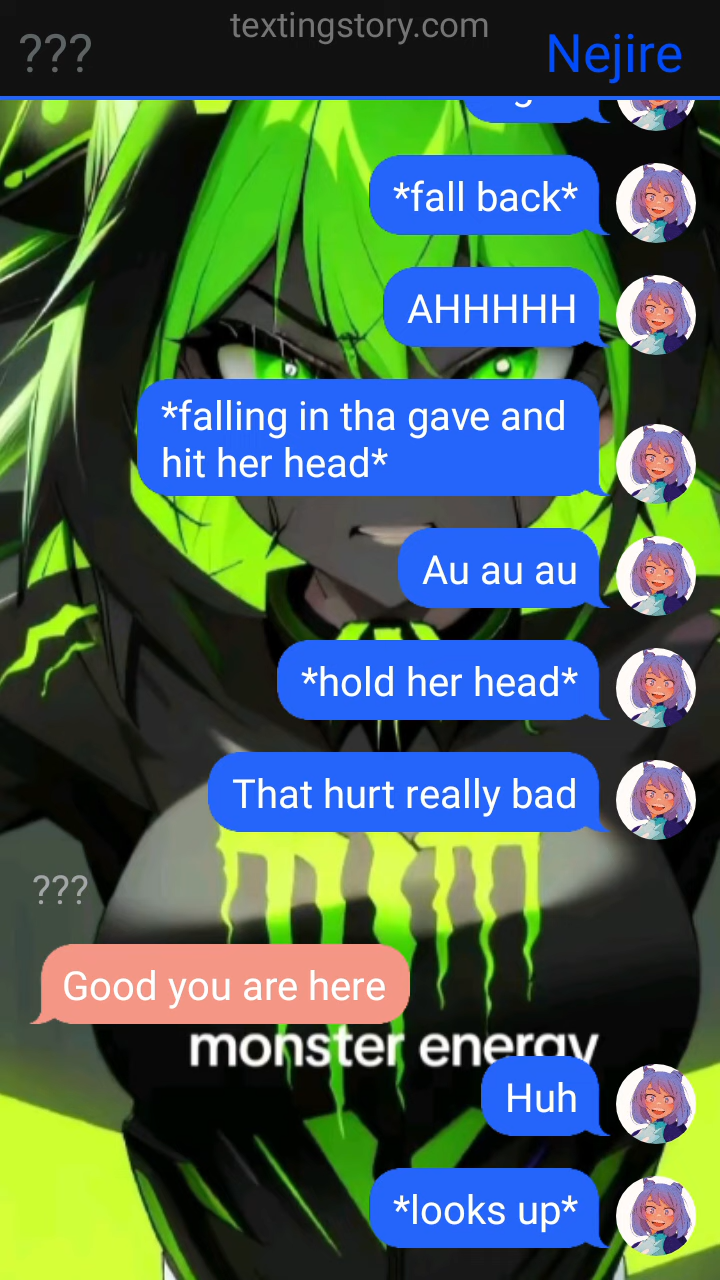 textingstory.com
???
Nejire
*fall back*
AHHHHH
*falling in tha gave and
hit her head*
Au au au
*hold her head*
That hurt really bad
???
Good you are here
monster energy
Huh
*looks up*